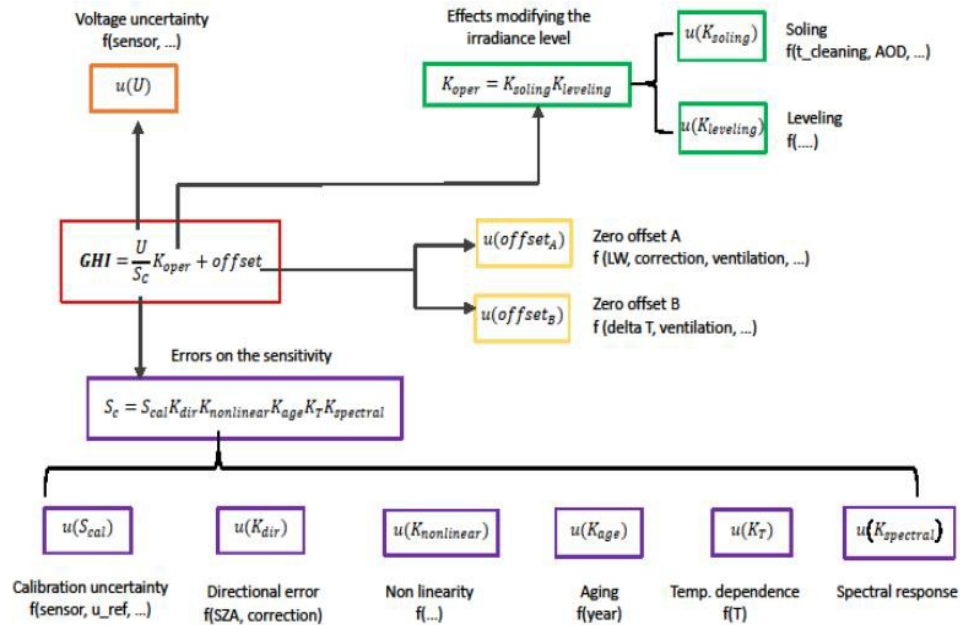 Voltage uncertainty
f(sensor, ...)
u(U)
Effects modifying the
irradiance level
K_oper = K_soling K_leveling
u(K_soling)
Soling
f(t_cleaning, AOD, ...)
u(K_leveling)
Leveling
f(....)
GHI = U/S_C K_oper + offset
u(offset_A)
Zero offset A
f (LW, correction, ventilation, ...)
u(offset_B)
Zero offset B
f (delta T, ventilation, ...)
Errors on the sensitivity
S_c = S_cal K_dir K_nonlinear K_age K_T K_spectral
u(S_cal)
u(K_dir)
u(K_nonlinear)
u(K_age)
u(K_T)
u(K_spectral)
Calibration uncertainty
f(sensor, u_ref, ...)
Directional error
f(SZA, correction)
Non linearity
f(...)
Aging
f(year)
Temp. dependence
f(T)
Spectral response